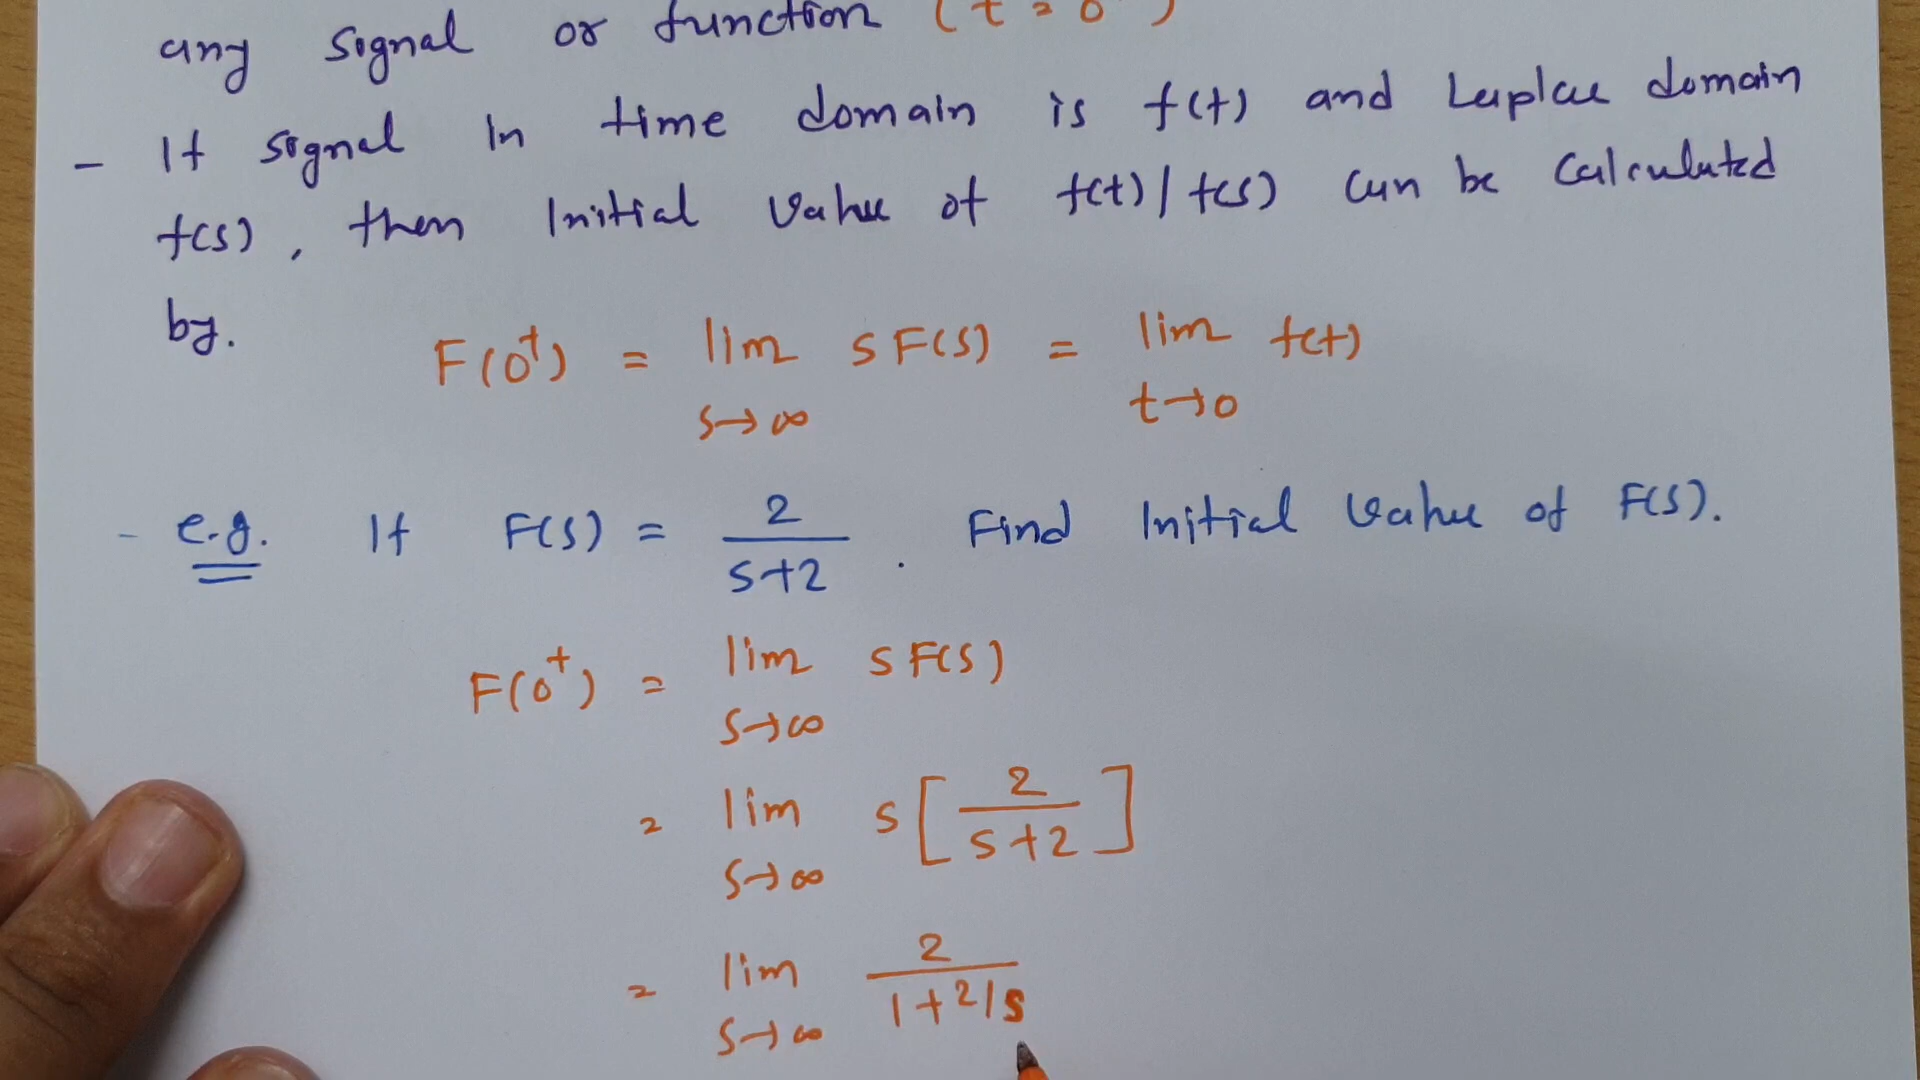 any signal or function (t = 0 )
- If signal in time domain is f(t) and Laplace domain
f(s), then Initial Value of f(t)/f(s) can be Calculated
by.
F(0⁺) = lim sF(s) = lim f(t)
s→∞ t→0
- e.g. If F(s) = 2/(s+2) . Find Initial Value of F(s).
F(0⁺) = lim sF(s)
s→∞
= lim s[2/(s+2)]
s→∞
= lim 2/(1+2/s)
s→∞